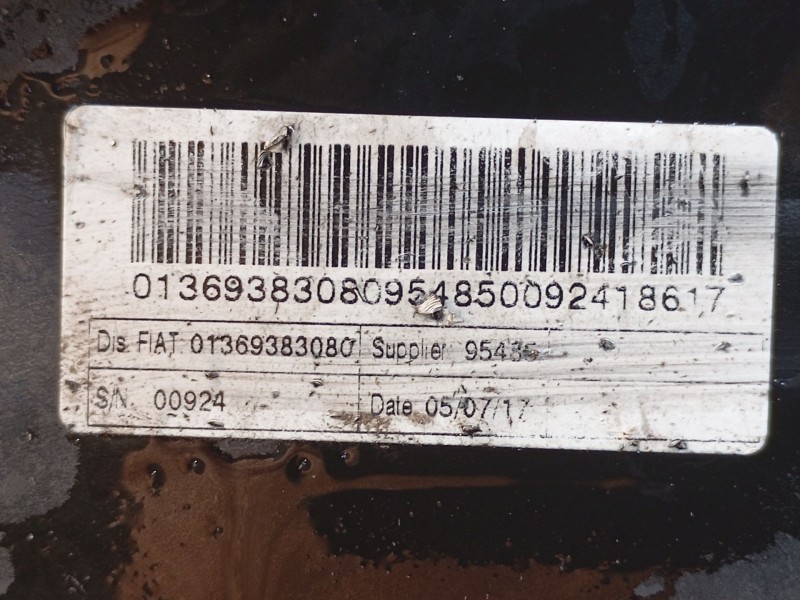 01369383080954850092418617
Dis. FIAT 01369383080 Supplier 95485
S/N. 00924 Date 05/07/17